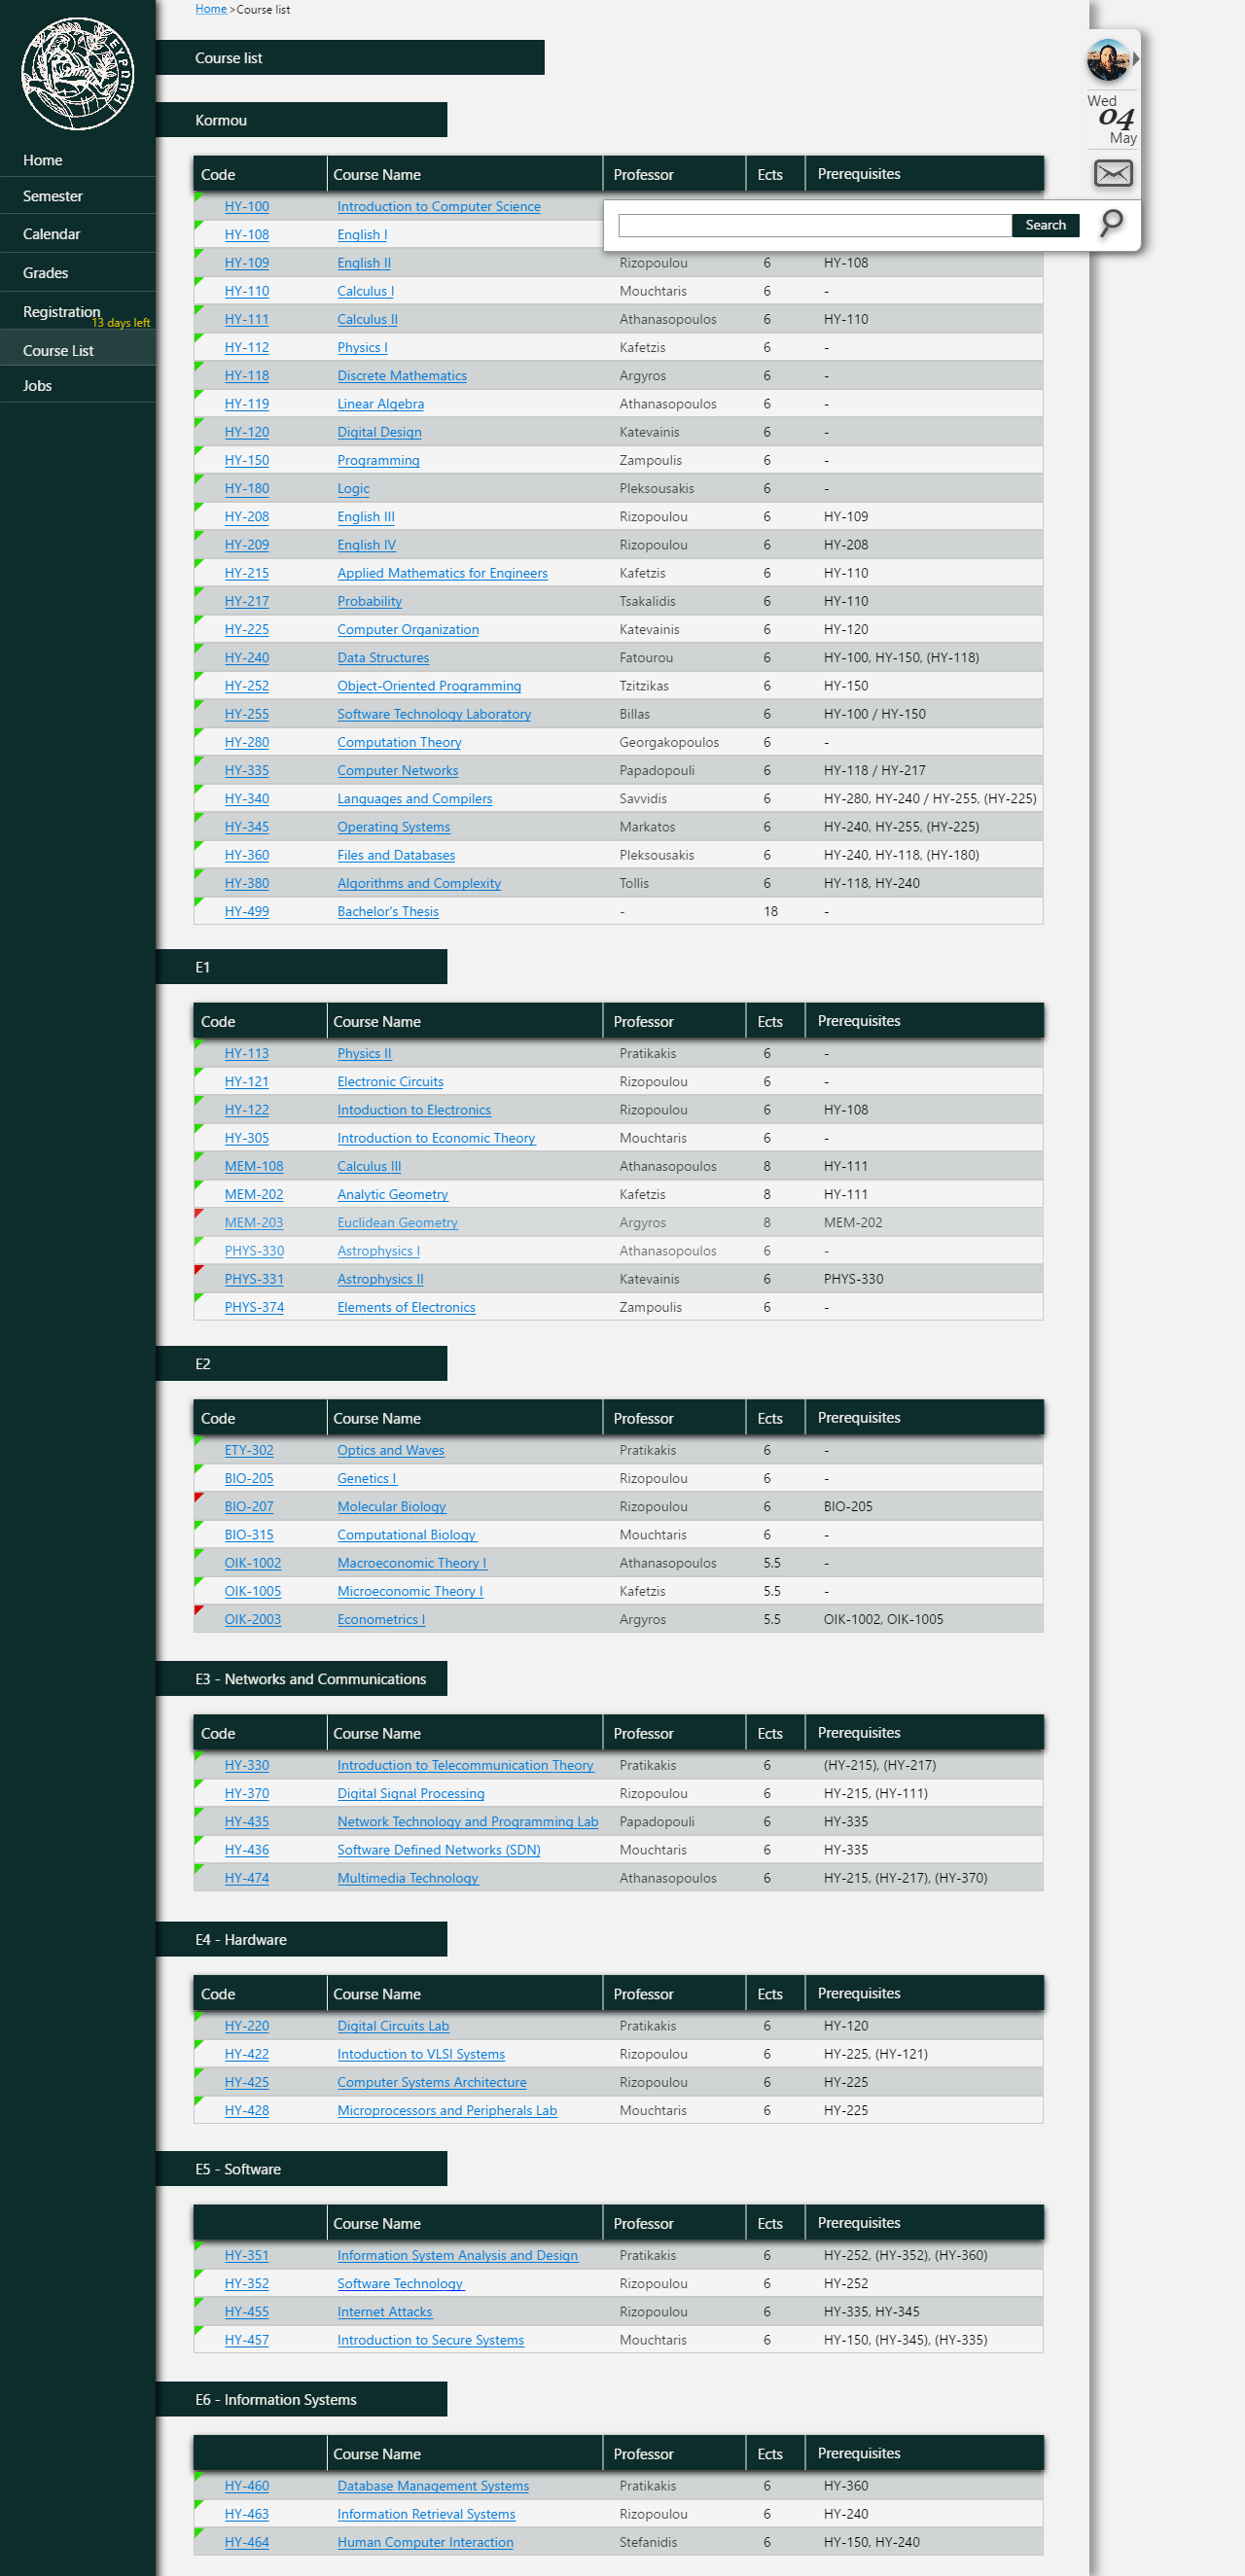 Home >Course list
ΕΥΡΩΠΗ
Course list
Wed
04
May
Home
Semester
Calendar
Grades
Registration
13 days left
Course List
Jobs
Search
Kormou
Code Course Name Professor Ects Prerequisites
HY-100 Introduction to Computer Science
HY-108 English I
HY-109 English II Rizopoulou 6 HY-108
HY-110 Calculus I Mouchtaris 6 -
HY-111 Calculus II Athanasopoulos 6 HY-110
HY-112 Physics I Kafetzis 6 -
HY-118 Discrete Mathematics Argyros 6 -
HY-119 Linear Algebra Athanasopoulos 6 -
HY-120 Digital Design Katevainis 6 -
HY-150 Programming Zampoulis 6 -
HY-180 Logic Pleksousakis 6 -
HY-208 English III Rizopoulou 6 HY-109
HY-209 English IV Rizopoulou 6 HY-208
HY-215 Applied Mathematics for Engineers Kafetzis 6 HY-110
HY-217 Probability Tsakalidis 6 HY-110
HY-225 Computer Organization Katevainis 6 HY-120
HY-240 Data Structures Fatourou 6 HY-100, HY-150, (HY-118)
HY-252 Object-Oriented Programming Tzitzikas 6 HY-150
HY-255 Software Technology Laboratory Billas 6 HY-100 / HY-150
HY-280 Computation Theory Georgakopoulos 6 -
HY-335 Computer Networks Papadopouli 6 HY-118 / HY-217
HY-340 Languages and Compilers Savvidis 6 HY-280, HY-240 / HY-255, (HY-225)
HY-345 Operating Systems Markatos 6 HY-240, HY-255, (HY-225)
HY-360 Files and Databases Pleksousakis 6 HY-240, HY-118, (HY-180)
HY-380 Algorithms and Complexity Tollis 6 HY-118, HY-240
HY-499 Bachelor's Thesis - 18 -
E1
Code Course Name Professor Ects Prerequisites
HY-113 Physics II Pratikakis 6 -
HY-121 Electronic Circuits Rizopoulou 6 -
HY-122 Intoduction to Electronics Rizopoulou 6 HY-108
HY-305 Introduction to Economic Theory Mouchtaris 6 -
MEM-108 Calculus III Athanasopoulos 8 HY-111
MEM-202 Analytic Geometry Kafetzis 8 HY-111
MEM-203 Euclidean Geometry Argyros 8 MEM-202
PHYS-330 Astrophysics I Athanasopoulos 6 -
PHYS-331 Astrophysics II Katevainis 6 PHYS-330
PHYS-374 Elements of Electronics Zampoulis 6 -
E2
Code Course Name Professor Ects Prerequisites
ETY-302 Optics and Waves Pratikakis 6 -
BIO-205 Genetics I Rizopoulou 6 -
BIO-207 Molecular Biology Rizopoulou 6 BIO-205
BIO-315 Computational Biology Mouchtaris 6 -
OIK-1002 Macroeconomic Theory I Athanasopoulos 5.5 -
OIK-1005 Microeconomic Theory I Kafetzis 5.5 -
OIK-2003 Econometrics I Argyros 5.5 OIK-1002, OIK-1005
E3 - Networks and Communications
Code Course Name Professor Ects Prerequisites
HY-330 Introduction to Telecommunication Theory Pratikakis 6 (HY-215), (HY-217)
HY-370 Digital Signal Processing Rizopoulou 6 HY-215, (HY-111)
HY-435 Network Technology and Programming Lab Papadopouli 6 HY-335
HY-436 Software Defined Networks (SDN) Mouchtaris 6 HY-335
HY-474 Multimedia Technology Athanasopoulos 6 HY-215, (HY-217), (HY-370)
E4 - Hardware
Code Course Name Professor Ects Prerequisites
HY-220 Digital Circuits Lab Pratikakis 6 HY-120
HY-422 Intoduction to VLSI Systems Rizopoulou 6 HY-225, (HY-121)
HY-425 Computer Systems Architecture Rizopoulou 6 HY-225
HY-428 Microprocessors and Peripherals Lab Mouchtaris 6 HY-225
E5 - Software
Course Name Professor Ects Prerequisites
HY-351 Information System Analysis and Design Pratikakis 6 HY-252, (HY-352), (HY-360)
HY-352 Software Technology Rizopoulou 6 HY-252
HY-455 Internet Attacks Rizopoulou 6 HY-335, HY-345
HY-457 Introduction to Secure Systems Mouchtaris 6 HY-150, (HY-345), (HY-335)
E6 - Information Systems
Course Name Professor Ects Prerequisites
HY-460 Database Management Systems Pratikakis 6 HY-360
HY-463 Information Retrieval Systems Rizopoulou 6 HY-240
HY-464 Human Computer Interaction Stefanidis 6 HY-150, HY-240